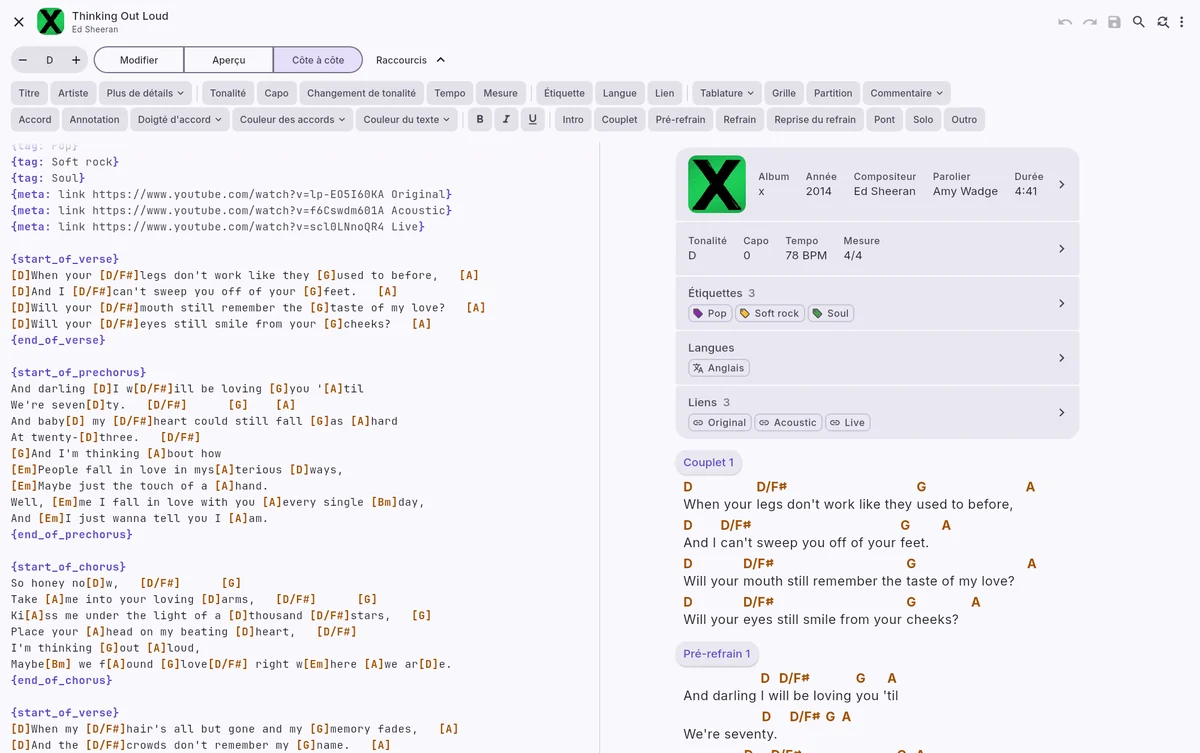 Thinking Out Loud
Ed Sheeran
− D +
Modifier Aperçu Côte à côte Raccourcis
Titre Artiste Plus de détails Tonalité Capo Changement de tonalité Tempo Mesure Étiquette Langue Lien Tablature Grille Partition Commentaire
Accord Annotation Doigté d'accord Couleur des accords Couleur du texte B I U Intro Couplet Pré-refrain Refrain Reprise du refrain Pont Solo Outro
{tag: Pop}
{tag: Soft rock}
{tag: Soul}
{meta: link https://www.youtube.com/watch?v=lp-EO5I60KA Original}
{meta: link https://www.youtube.com/watch?v=f6Cswdm601A Acoustic}
{meta: link https://www.youtube.com/watch?v=scl0LNnoQR4 Live}
{start_of_verse}
[D]When your [D/F#]legs don't work like they [G]used to before,   [A]
[D]And I [D/F#]can't sweep you off of your [G]feet.   [A]
[D]Will your [D/F#]mouth still remember the [G]taste of my love?   [A]
[D]Will your [D/F#]eyes still smile from your [G]cheeks?   [A]
{end_of_verse}
{start_of_prechorus}
And darling [D]I w[D/F#]ill be loving [G]you '[A]til
We're seven[D]ty.   [D/F#]      [G]    [A]
And baby[D] my [D/F#]heart could still fall [G]as [A]hard
At twenty-[D]three.   [D/F#]
[G]And I'm thinking [A]bout how
[Em]People fall in love in mys[A]terious [D]ways,
[Em]Maybe just the touch of a [A]hand.
Well, [Em]me I fall in love with you [A]every single [Bm]day,
And [Em]I just wanna tell you I [A]am.
{end_of_prechorus}
{start_of_chorus}
So honey no[D]w,   [D/F#]      [G]
Take [A]me into your loving [D]arms,   [D/F#]      [G]
Ki[A]ss me under the light of a [D]thousand [D/F#]stars,   [G]
Place your [A]head on my beating [D]heart,   [D/F#]
I'm thinking [G]out [A]loud,
Maybe[Bm] we f[A]ound [G]love[D/F#] right w[Em]here [A]we ar[D]e.
{end_of_chorus}
{start_of_verse}
[D]When my [D/F#]hair's all but gone and my [G]memory fades,   [A]
[D]And the [D/F#]crowds don't remember my [G]name.   [A]
Album Année Compositeur Parolier Durée
x 2014 Ed Sheeran Amy Wadge 4:41
Tonalité Capo Tempo Mesure
D 0 78 BPM 4/4
Étiquettes 3
Pop Soft rock Soul
Langues
Anglais
Liens 3
Original Acoustic Live
Couplet 1
D D/F# G A
When your legs don't work like they used to before,
D D/F# G A
And I can't sweep you off of your feet.
D D/F# G A
Will your mouth still remember the taste of my love?
D D/F# G A
Will your eyes still smile from your cheeks?
Pré-refrain 1
D D/F# G A
And darling I will be loving you 'til
D D/F# G A
We're seventy.
D D/F# G A